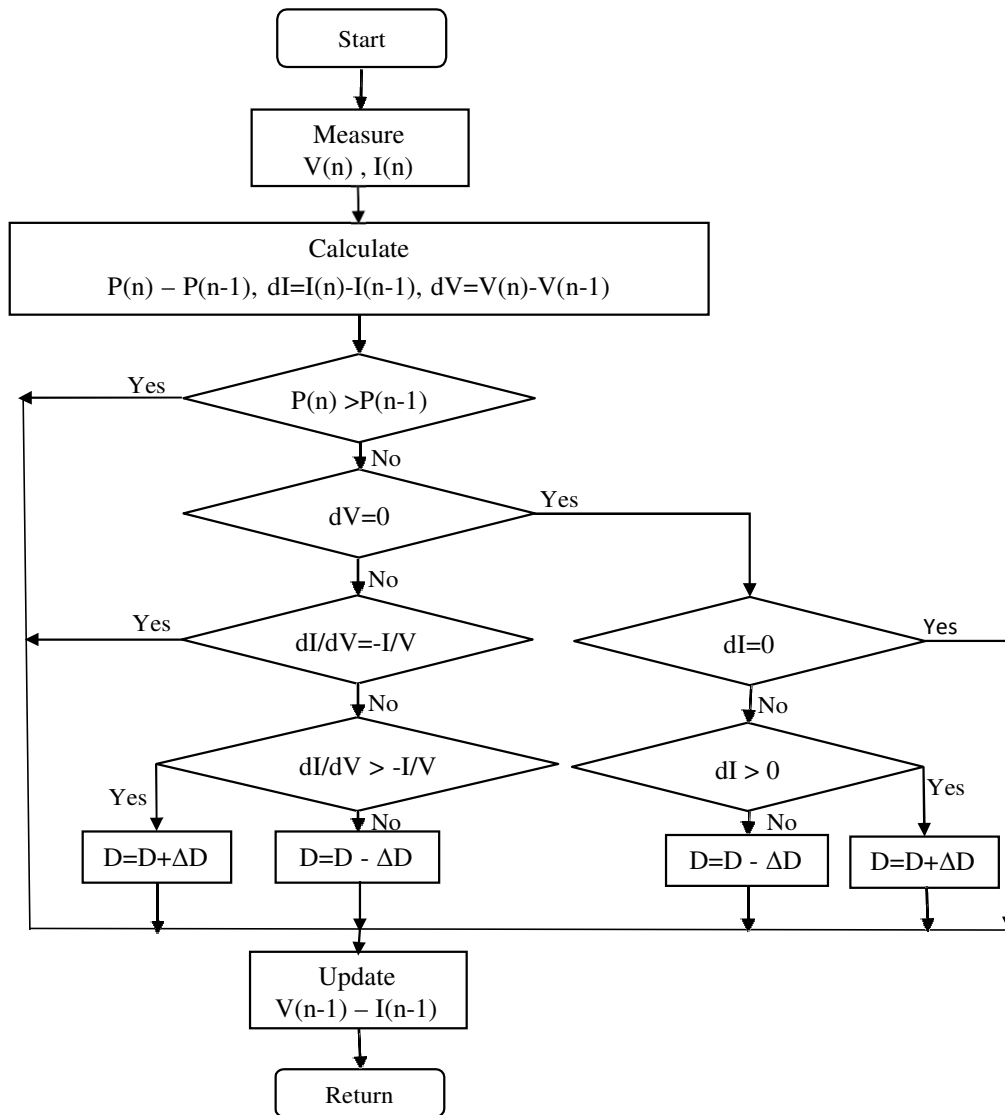 Start
Measure
V(n) , I(n)
Calculate
P(n) – P(n-1), dI=I(n)-I(n-1), dV=V(n)-V(n-1)
Yes
P(n) >P(n-1)
No
Yes
dV=0
No
Yes
dI/dV=-I/V
dI=0
Yes
No
No
dI/dV > -I/V
dI > 0
Yes
No
No
Yes
D=D+ΔD
D=D - ΔD
D=D - ΔD
D=D+ΔD
Update
V(n-1) – I(n-1)
Return